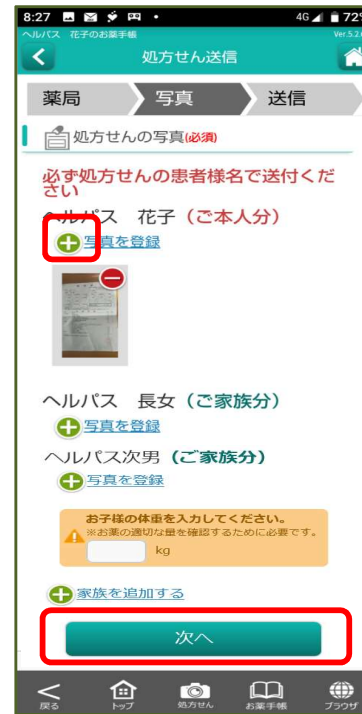 8:27 4G 72%
ヘルパス 花子のお薬手帳 Ver.5.2.
処方せん送信
薬局 写真 送信
処方せんの写真(必須)
必ず処方せんの患者様名で送付くだ
さい
ヘルパス 花子（ご本人分）
写真を登録
ヘルパス 長女（ご家族分）
写真を登録
ヘルパス次男（ご家族分）
写真を登録
お子様の体重を入力してください。
※お薬の適切な量を確認するために必要です。
kg
家族を追加する
次へ
戻る トップ 処方せん お薬手帳 ブラウザ